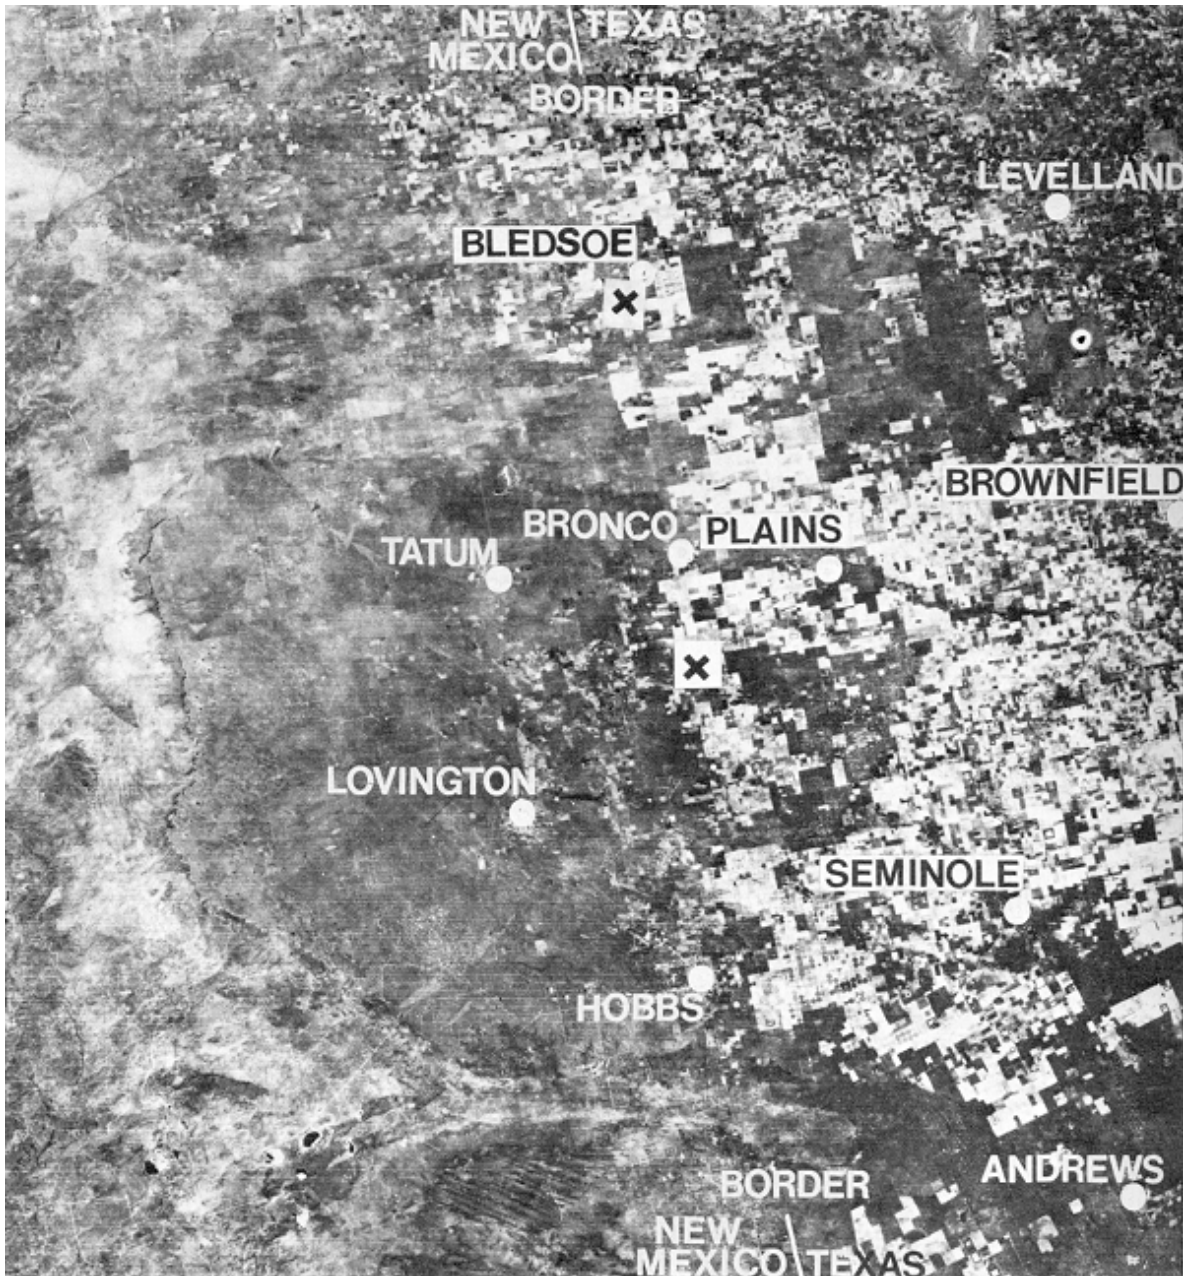 NEW TEXAS
MEXICO
BORDER
LEVELLAND
BLEDSOE
BROWNFIELD
BRONCO PLAINS
TATUM
LOVINGTON
SEMINOLE
HOBBS
ANDREWS
BORDER
NEW
MEXICO TEXAS